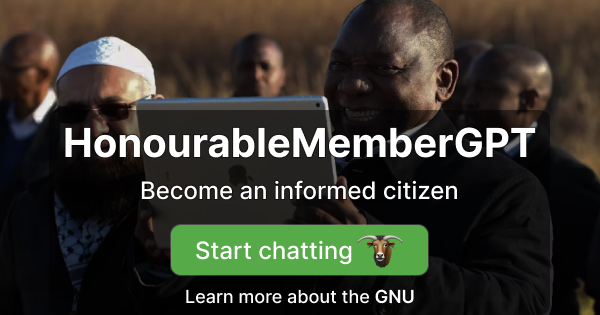 HonourableMemberGPT
Become an informed citizen
Start chatting
Learn more about the GNU